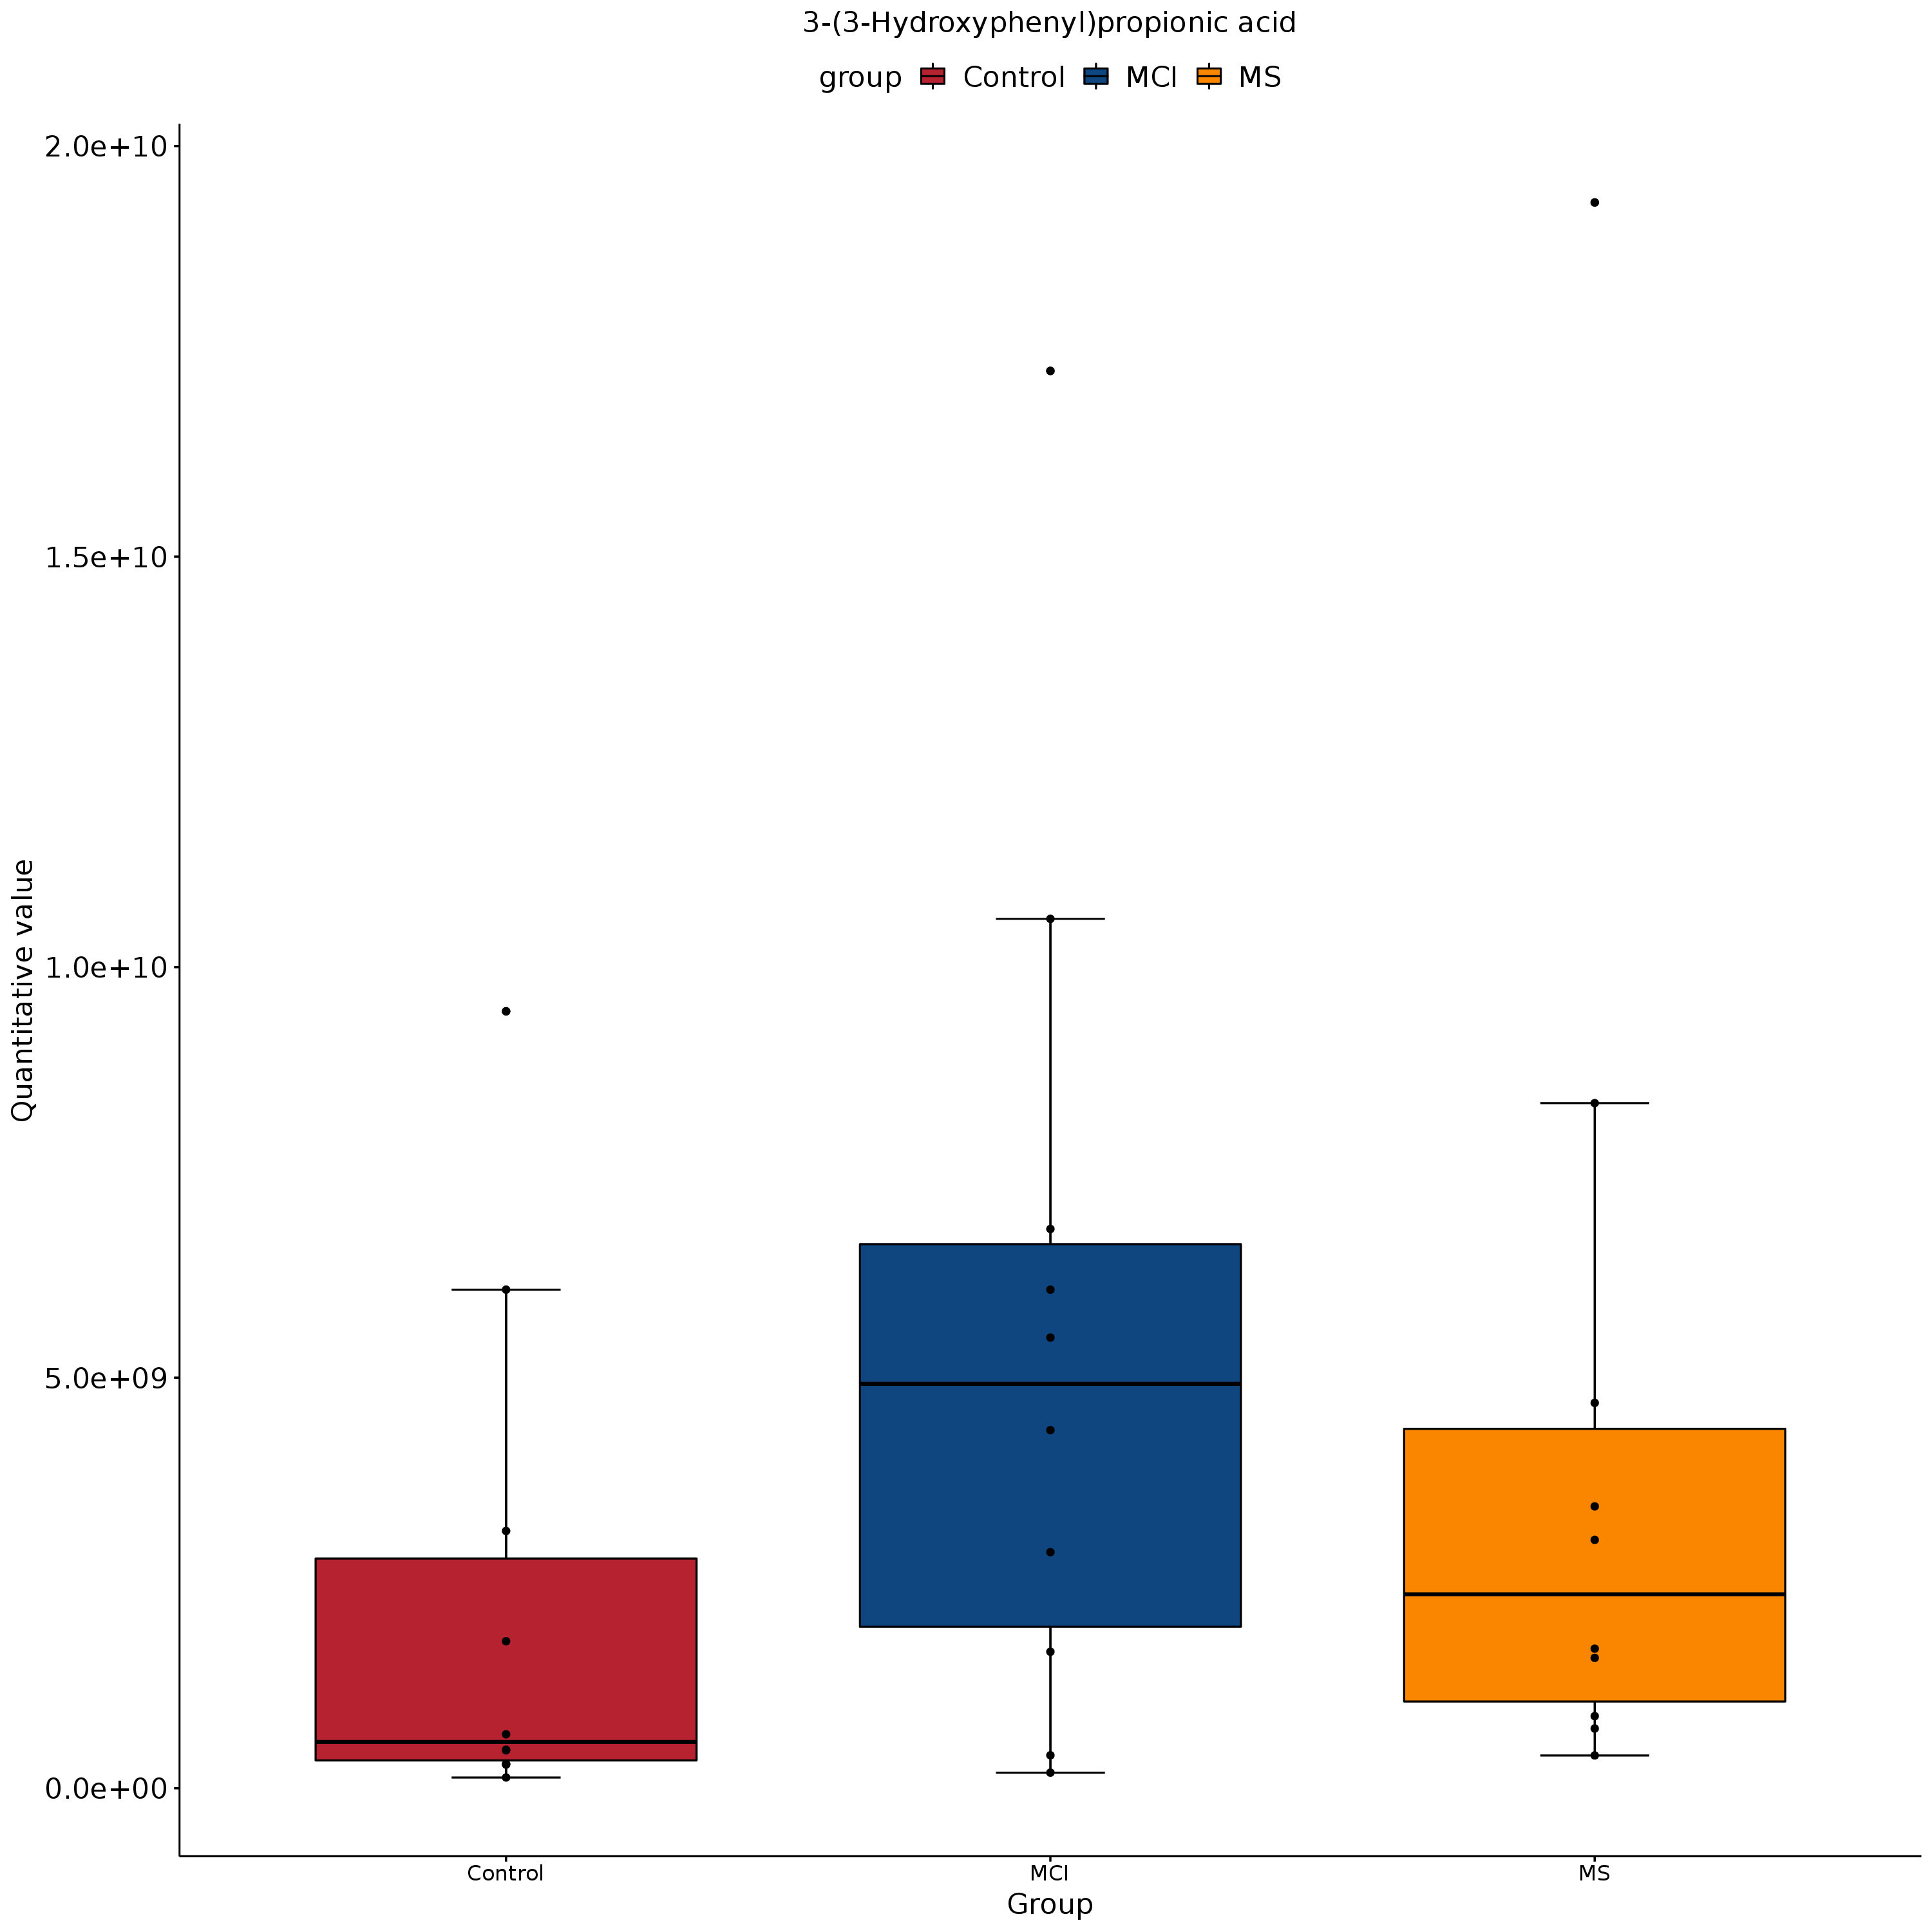 3-(3-Hydroxyphenyl)propionic acid
group Control MCI MS
2.0e+10
1.5e+10
1.0e+10
5.0e+09
0.0e+00
Quantitative value
Control MCI MS
Group